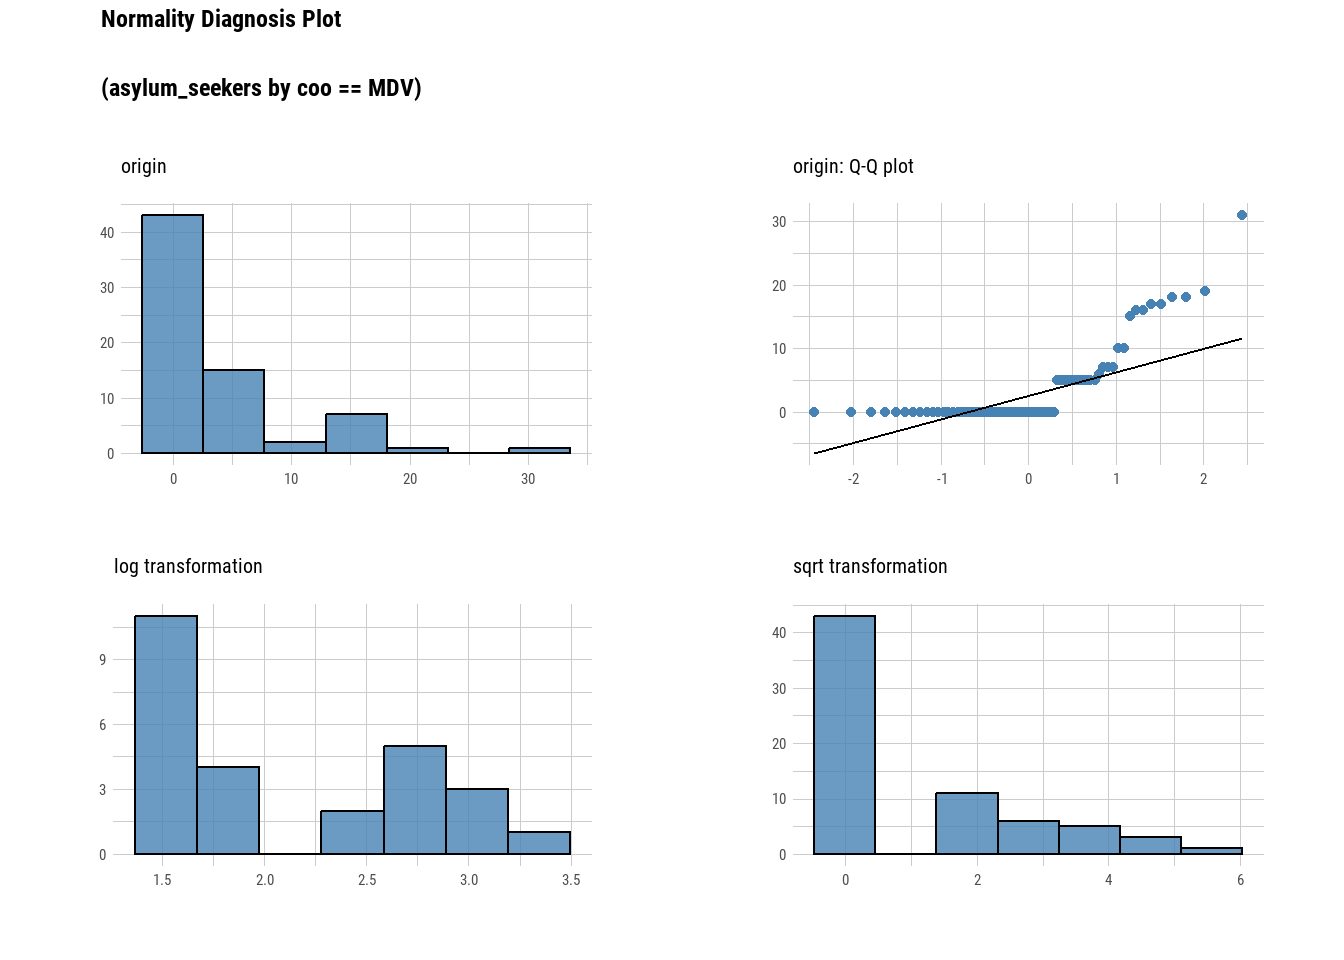 Normality Diagnosis Plot
(asylum_seekers by coo == MDV)
origin
40
30
20
10
0
0 10 20 30
origin: Q-Q plot
30
20
10
0
-2 -1 0 1 2
log transformation
9
6
3
0
1.5 2.0 2.5 3.0 3.5
sqrt transformation
40
30
20
10
0
0 2 4 6